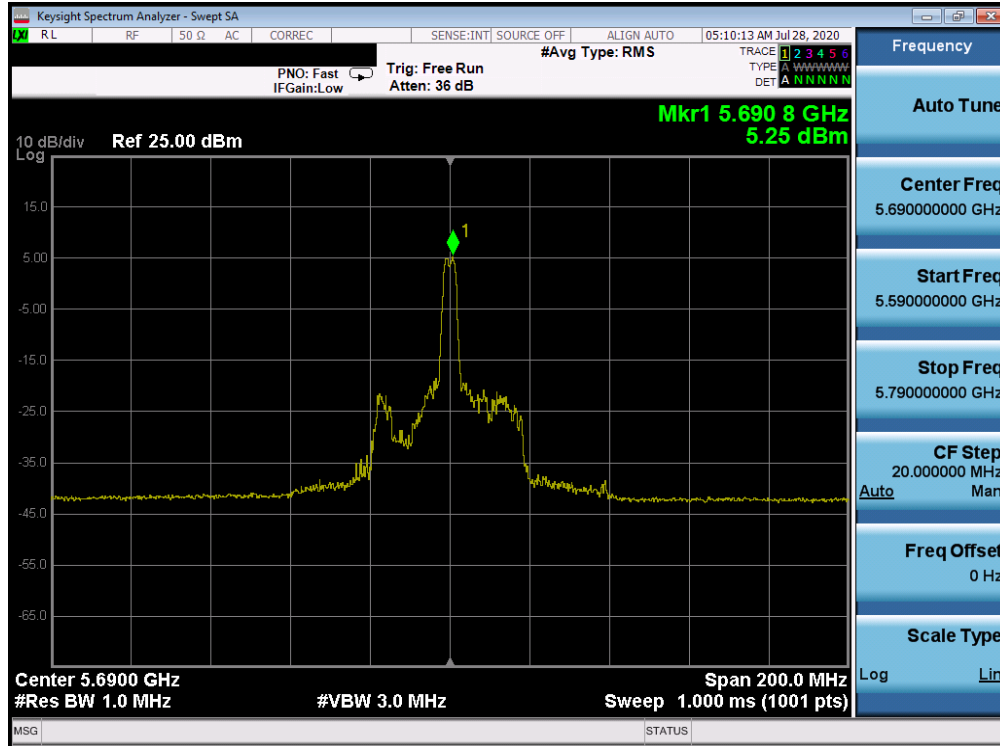 Keysight Spectrum Analyzer - Swept SA
LXI RL RF 50 Ω AC CORREC SENSE:INT SOURCE OFF ALIGN AUTO 05:10:13 AM Jul 28, 2020
#Avg Type: RMS
TRACE 1 2 3 4 5 6
PNO: Fast Trig: Free Run
TYPE A WWWWW
IFGain:Low Atten: 36 dB
DET A N N N N N
Mkr1 5.690 8 GHz
5.25 dBm
10 dB/div Ref 25.00 dBm
Log
15.0
1
5.00
-5.00
-15.0
-25.0
-35.0
-45.0
-55.0
-65.0
Center 5.6900 GHz Span 200.0 MHz
#Res BW 1.0 MHz #VBW 3.0 MHz Sweep 1.000 ms (1001 pts)
MSG STATUS
Frequency
Auto Tune
Center Freq
5.690000000 GHz
Start Freq
5.590000000 GHz
Stop Freq
5.790000000 GHz
CF Step
20.000000 MHz
Auto Man
Freq Offset
0 Hz
Scale Type
Log Lin